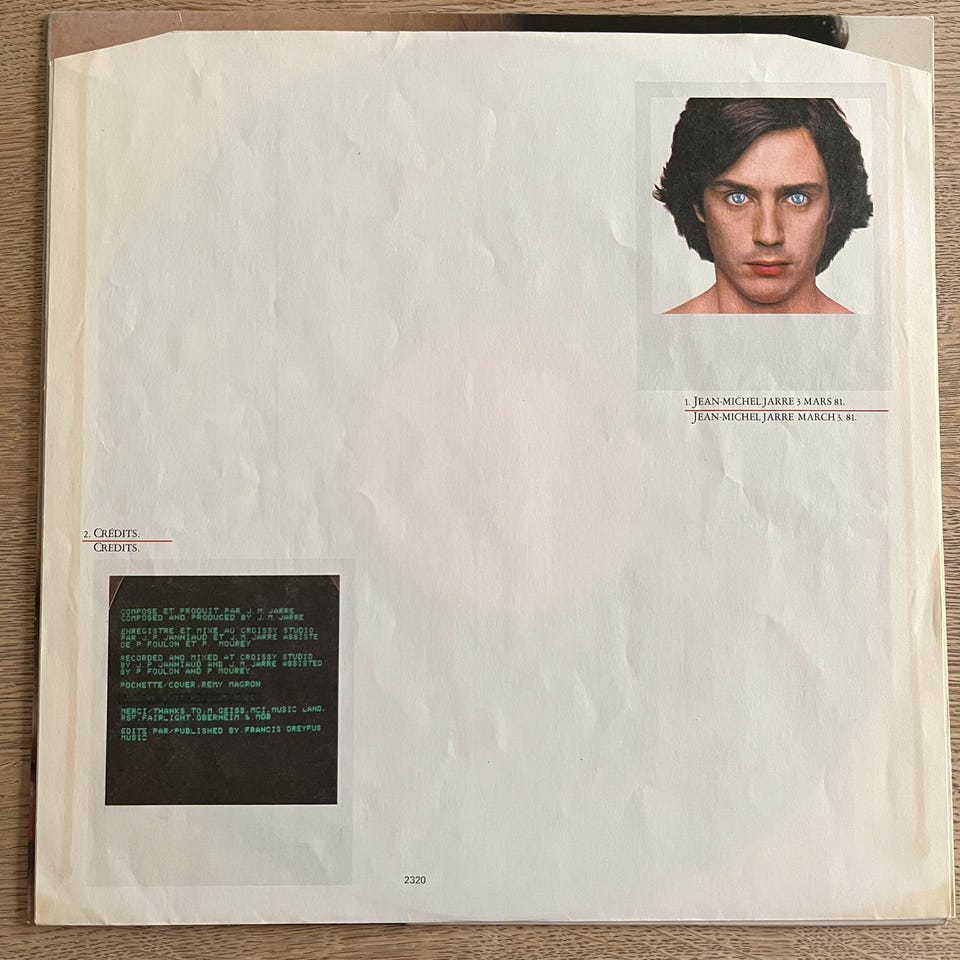 1. JEAN-MICHEL JARRE 3 MARS 81.
JEAN-MICHEL JARRE MARCH 3, 81.
2. CRÉDITS.
CREDITS.
COMPOSE ET PRODUIT PAR J.M.JARRE
COMPOSED AND PRODUCED BY J.M.JARRE
ENREGISTRE ET MIXE AU CROISSY STUDIO
PAR J.P.JANNIAUD ET J.M.JARRE ASSISTE
DE P FOULON ET P. MOUREY
RECORDED AND MIXED AT CROISSY STUDIO
BY J.P.JANNIAUD AND J.M.JARRE ASSISTED
BY P FOULON AND P MOUREY
POCHETTE/COVER.REMY MAGRON
MERCI/THANKS TO.M GEISS.MCI.MUSIC LAND.
RSF.FAIRLIGHT.OBERHEIM.& MDB
EDITE PAR/PUBLISHED BY.FRANCIS DREYFUS
MUSIC
2320